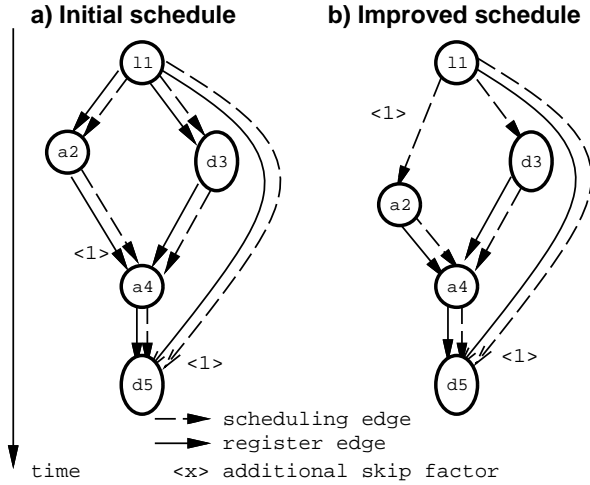 a) Initial schedule b) Improved schedule
l1 l1
<1>
a2 d3 d3
a2
<1>
a4 a4
<1> <1>
d5 d5
scheduling edge
register edge
time <x> additional skip factor